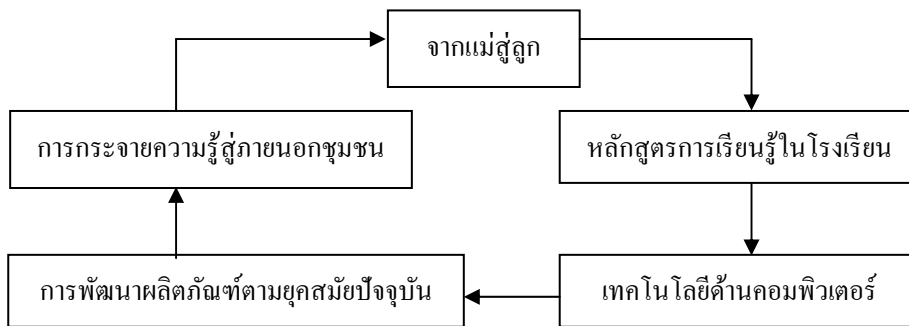 จากแม่สู่ลูก
การกระจายความรู้สู่ภายนอกชุมชน
หลักสูตรการเรียนรู้ในโรงเรียน
การพัฒนาผลิตภัณฑ์ตามยุคสมัยปัจจุบัน
เทคโนโลยีด้านคอมพิวเตอร์